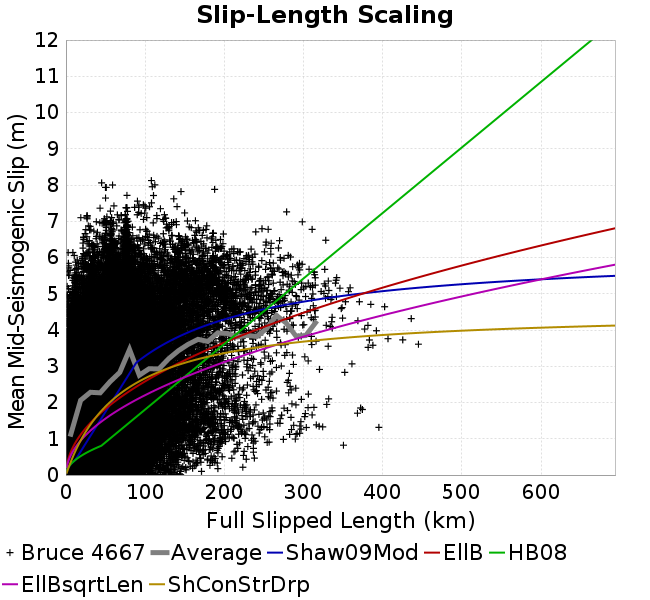 Slip-Length Scaling
Mean Mid-Seismogenic Slip (m)
12
11
10
9
8
7
6
5
4
3
2
1
0
0 100 200 300 400 500 600
Full Slipped Length (km)
Bruce 4667 Average Shaw09Mod EllB HB08
EllBsqrtLen ShConStrDrp